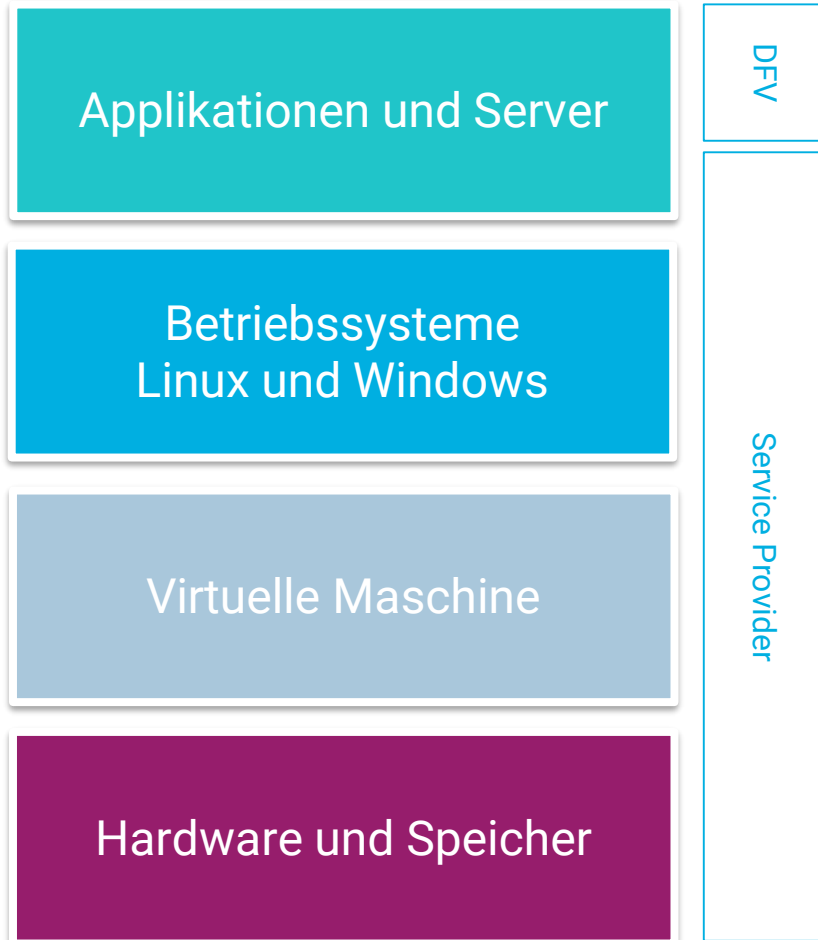 Applikationen und Server
DFV
Betriebssysteme
Linux und Windows
Virtuelle Maschine
Hardware und Speicher
Service Provider